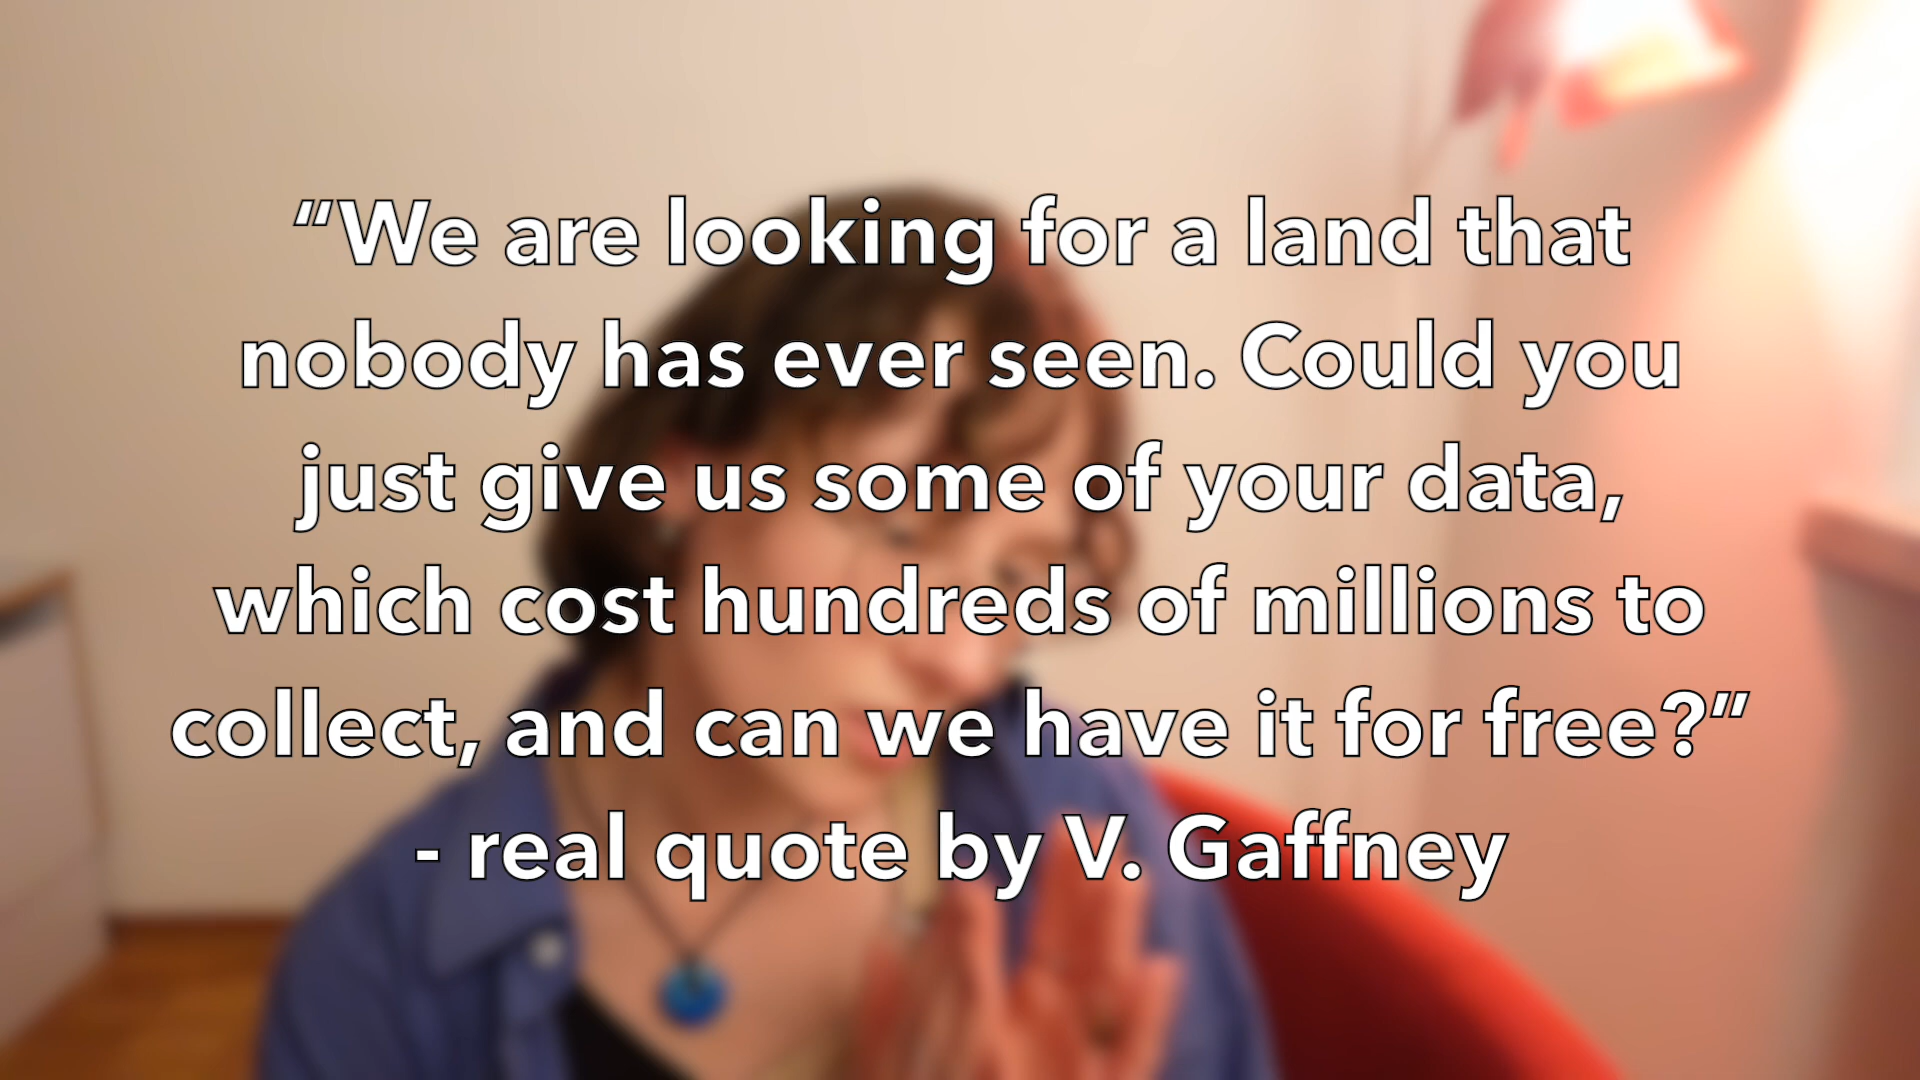 “We are looking for a land that
nobody has ever seen. Could you
just give us some of your data,
which cost hundreds of millions to
collect, and can we have it for free?”
- real quote by V. Gaffney